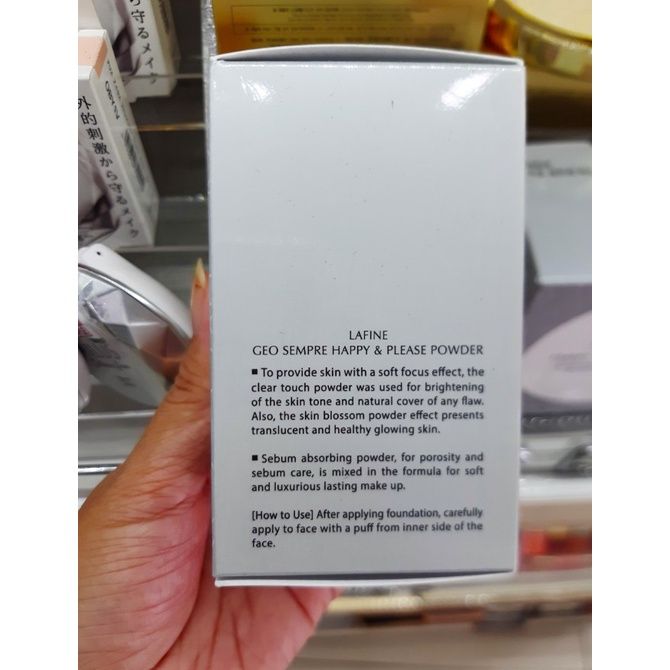 外的刺激から守るメイク
LAFINE
GEO SEMPRE HAPPY & PLEASE POWDER
▪ To provide skin with a soft focus effect, the
clear touch powder was used for brightening
of the skin tone and natural cover of any flaw.
Also, the skin blossom powder effect presents
translucent and healthy glowing skin.
▪ Sebum absorbing powder, for porosity and
sebum care, is mixed in the formula for soft
and luxurious lasting make up.
[How to Use] After applying foundation, carefully
apply to face with a puff from inner side of the
face.